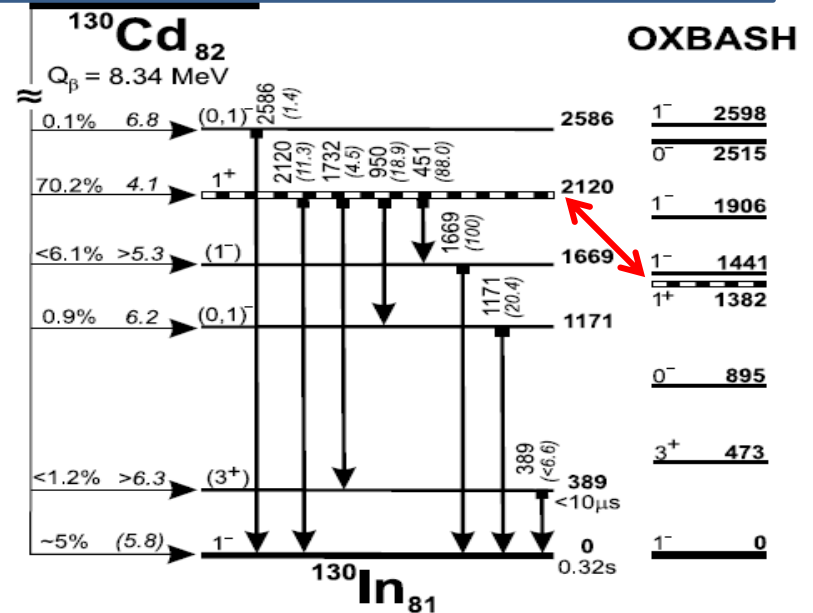 ¹³⁰Cd₈₂
OXBASH
Qβ = 8.34 MeV
≈
0.1% 6.8 (0,1)⁻ 2586 (1.4) 2586
70.2% 4.1 1⁺ 2120 (11.3) 1732 (4.5) 950 (18.9) 451 (88.0) 2120
<6.1% >5.3 (1⁻) 1669 (100) 1669
0.9% 6.2 (0,1)⁻ 1171 (20.4) 1171
<1.2% >6.3 (3⁺) 389 (<6.6) 389
<10μs
~5% (5.8) 1⁻ 0
0.32s
¹³⁰In₈₁
1⁻ 2598
0⁻ 2515
1⁻ 1906
1⁻ 1441
1⁺ 1382
0⁻ 895
3⁺ 473
1⁻ 0